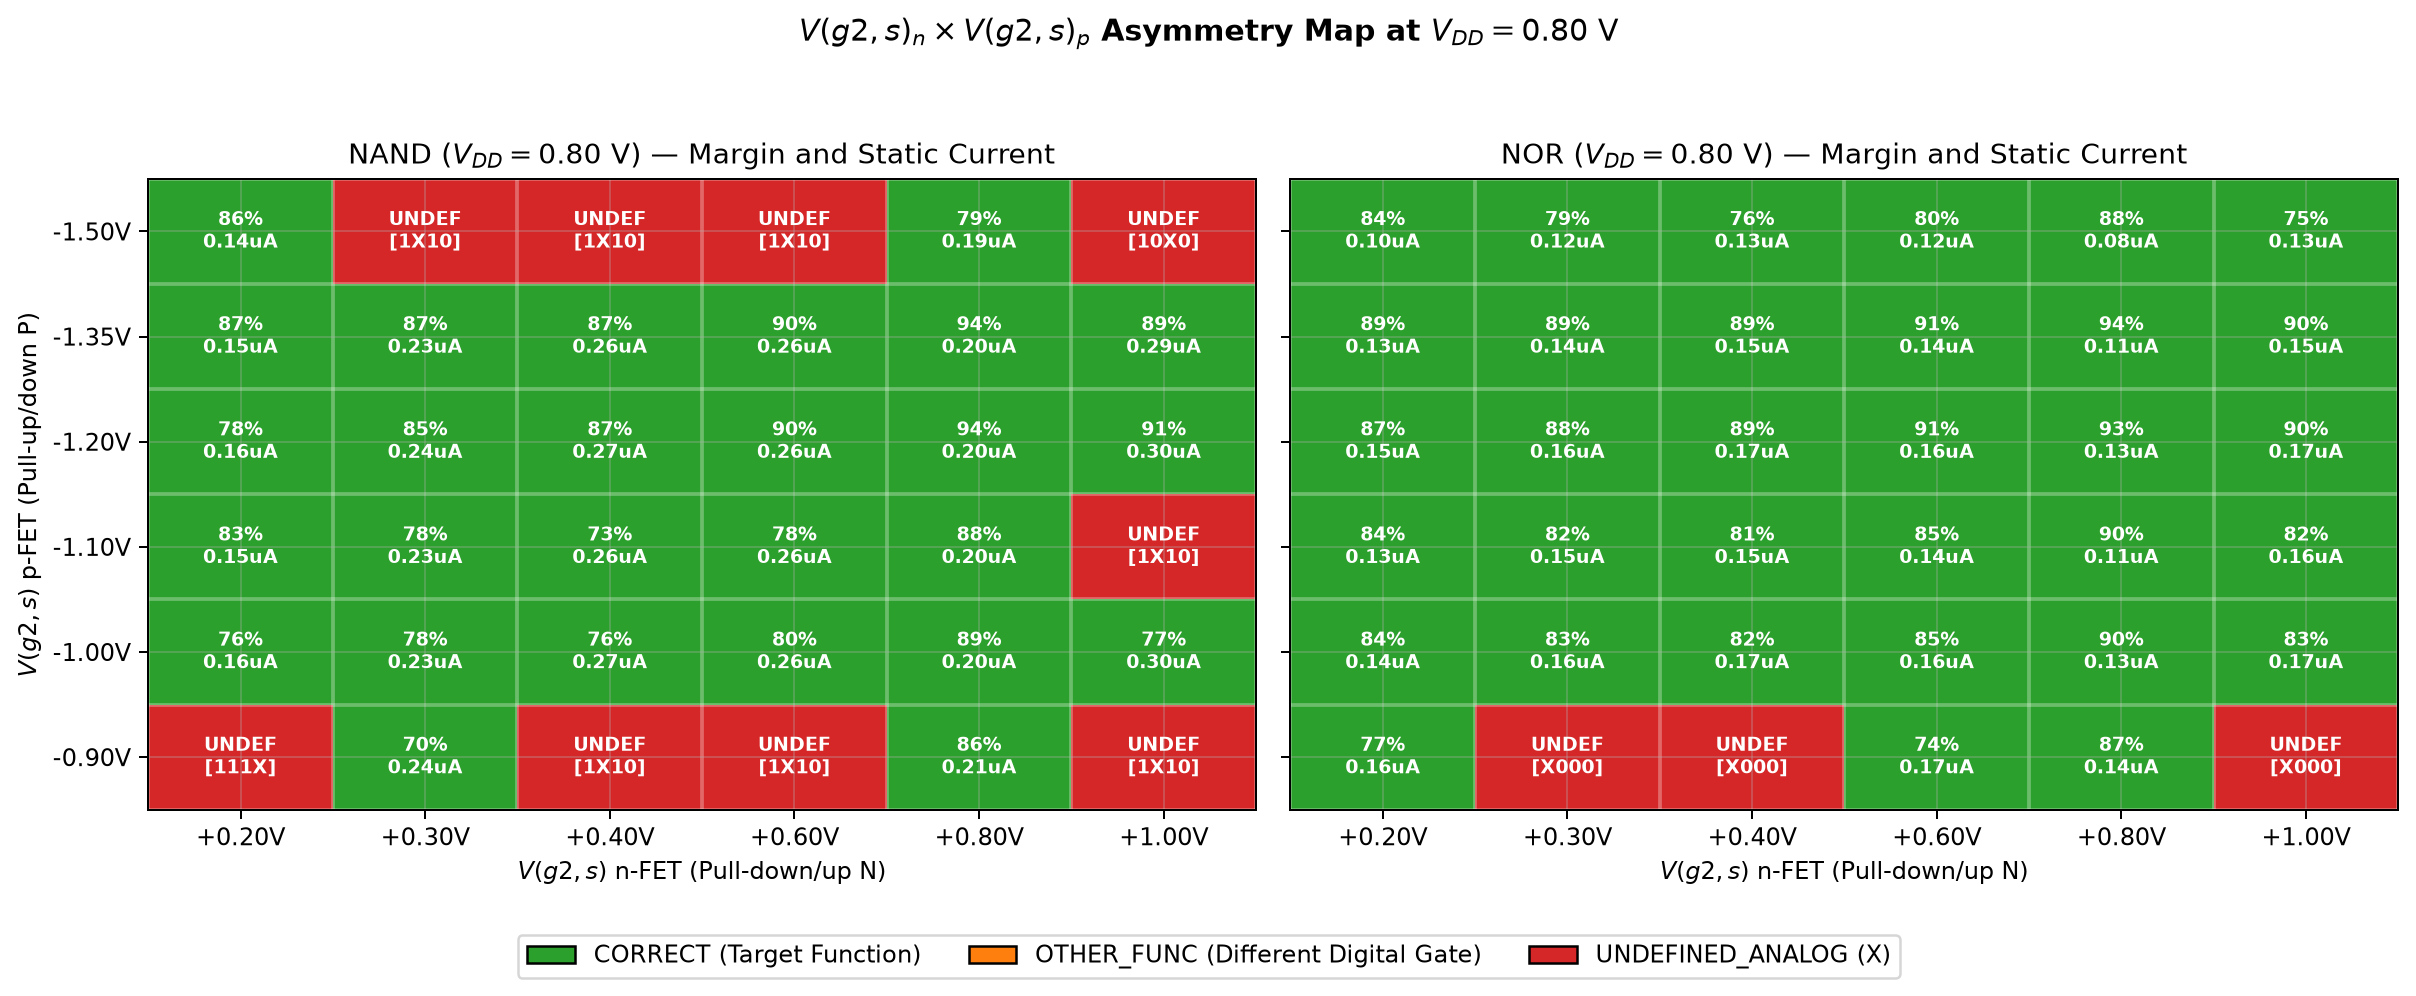 V(g2, s)n × V(g2, s)p Asymmetry Map at VDD = 0.80 V
NAND (VDD = 0.80 V) — Margin and Static Current
V(g2, s) p-FET (Pull-up/down P)
-1.50V
86% UNDEF UNDEF UNDEF 79% UNDEF
0.14uA [1X10] [1X10] [1X10] 0.19uA [10X0]
-1.35V
87% 87% 87% 90% 94% 89%
0.15uA 0.23uA 0.26uA 0.26uA 0.20uA 0.29uA
-1.20V
78% 85% 87% 90% 94% 91%
0.16uA 0.24uA 0.27uA 0.26uA 0.20uA 0.30uA
-1.10V
83% 78% 73% 78% 88% UNDEF
0.15uA 0.23uA 0.26uA 0.26uA 0.20uA [1X10]
-1.00V
76% 78% 76% 80% 89% 77%
0.16uA 0.23uA 0.27uA 0.26uA 0.20uA 0.30uA
-0.90V
UNDEF 70% UNDEF UNDEF 86% UNDEF
[111X] 0.24uA [1X10] [1X10] 0.21uA [1X10]
+0.20V +0.30V +0.40V +0.60V +0.80V +1.00V
V(g2, s) n-FET (Pull-down/up N)
NOR (VDD = 0.80 V) — Margin and Static Current
84% 79% 76% 80% 88% 75%
0.10uA 0.12uA 0.13uA 0.12uA 0.08uA 0.13uA
89% 89% 89% 91% 94% 90%
0.13uA 0.14uA 0.15uA 0.14uA 0.11uA 0.15uA
87% 88% 89% 91% 93% 90%
0.15uA 0.16uA 0.17uA 0.16uA 0.13uA 0.17uA
84% 82% 81% 85% 90% 82%
0.13uA 0.15uA 0.15uA 0.14uA 0.11uA 0.16uA
84% 83% 82% 85% 90% 83%
0.14uA 0.16uA 0.17uA 0.16uA 0.13uA 0.17uA
77% UNDEF UNDEF 74% 87% UNDEF
0.16uA [X000] [X000] 0.17uA 0.14uA [X000]
+0.20V +0.30V +0.40V +0.60V +0.80V +1.00V
V(g2, s) n-FET (Pull-down/up N)
CORRECT (Target Function) OTHER_FUNC (Different Digital Gate) UNDEFINED_ANALOG (X)